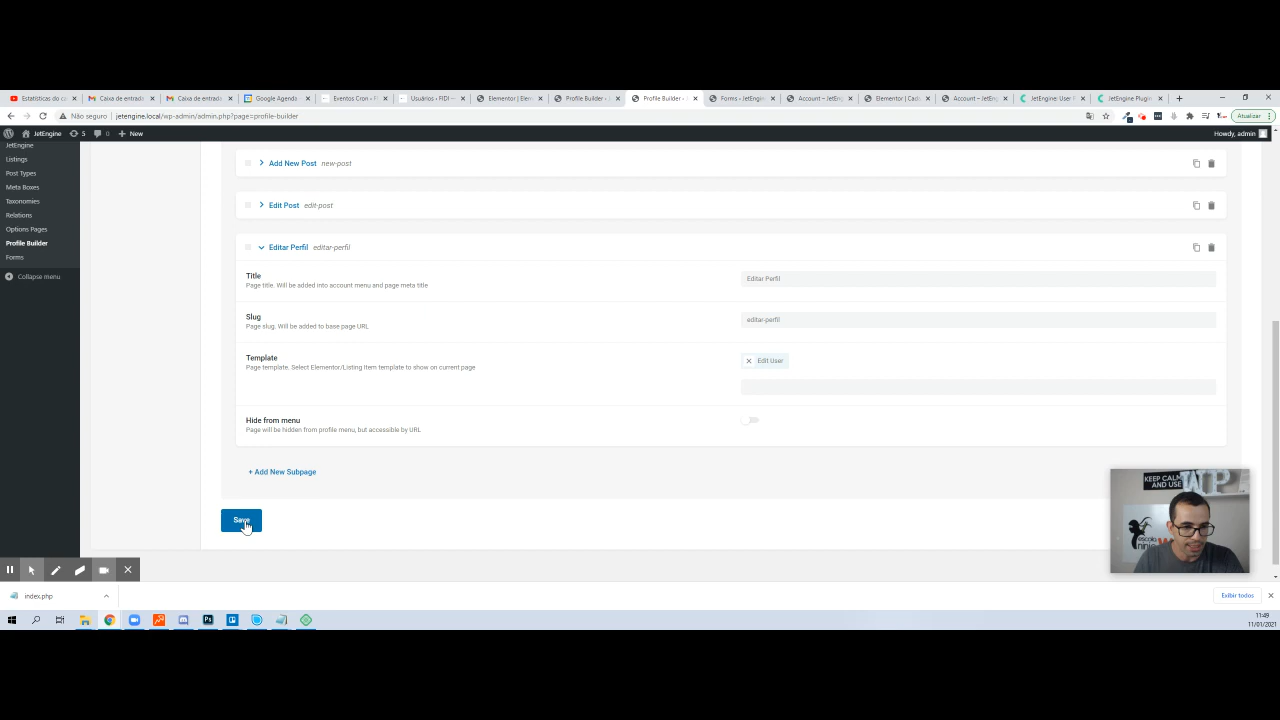 Estatísticas do ca
Caixa de entrada
Caixa de entrada
Google Agenda
Eventos Cron ‹ F
Usuários ‹ FIDI —
Elementor | Elem
Profile Builder ‹ 
Profile Builder ‹ 
Forms ‹ JetEngine
Account – JetEng
Elementor | Cad
Account – JetEng
JetEngine: User P
JetEngine Plugin
Não seguro | jetengine.local/wp-admin/admin.php?page=profile-builder
Atualizar
JetEngine 5 0 + New
Howdy, admin
JetEngine
Listings
Post Types
Meta Boxes
Taxonomies
Relations
Options Pages
Profile Builder
Forms
Collapse menu
Add New Post new-post
Edit Post edit-post
Editar Perfil editar-perfil
Title
Page title. Will be added into account menu and page meta title
Editar Perfil
Slug
Page slug. Will be added to base page URL
editar-perfil
Template
Page template. Select Elementor/Listing Item template to show on current page
× Edit User
Hide from menu
Page will be hidden from profile menu, but accessible by URL
+ Add New Subpage
Save
KEEP CALM
AND USE
WP
escola
ninja
index.php
Exibir todos
11:49
11/01/2021